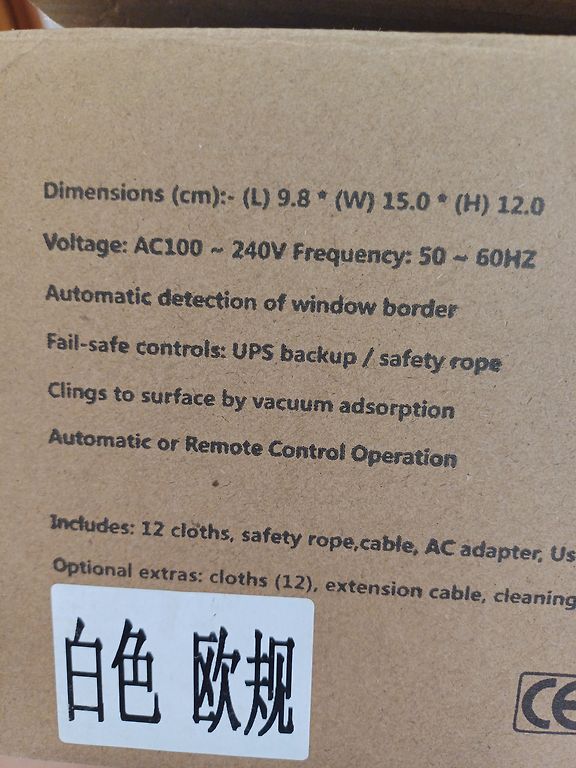 Dimensions (cm):- (L) 9.8 * (W) 15.0 * (H) 12.0
Voltage: AC100 ~ 240V Frequency: 50 ~ 60HZ
Automatic detection of window border
Fail-safe controls: UPS backup / safety rope
Clings to surface by vacuum adsorption
Automatic or Remote Control Operation
Includes: 12 cloths, safety rope,cable, AC adapter, Us
Optional extras: cloths (12), extension cable, cleaning
白色 欧规
CE